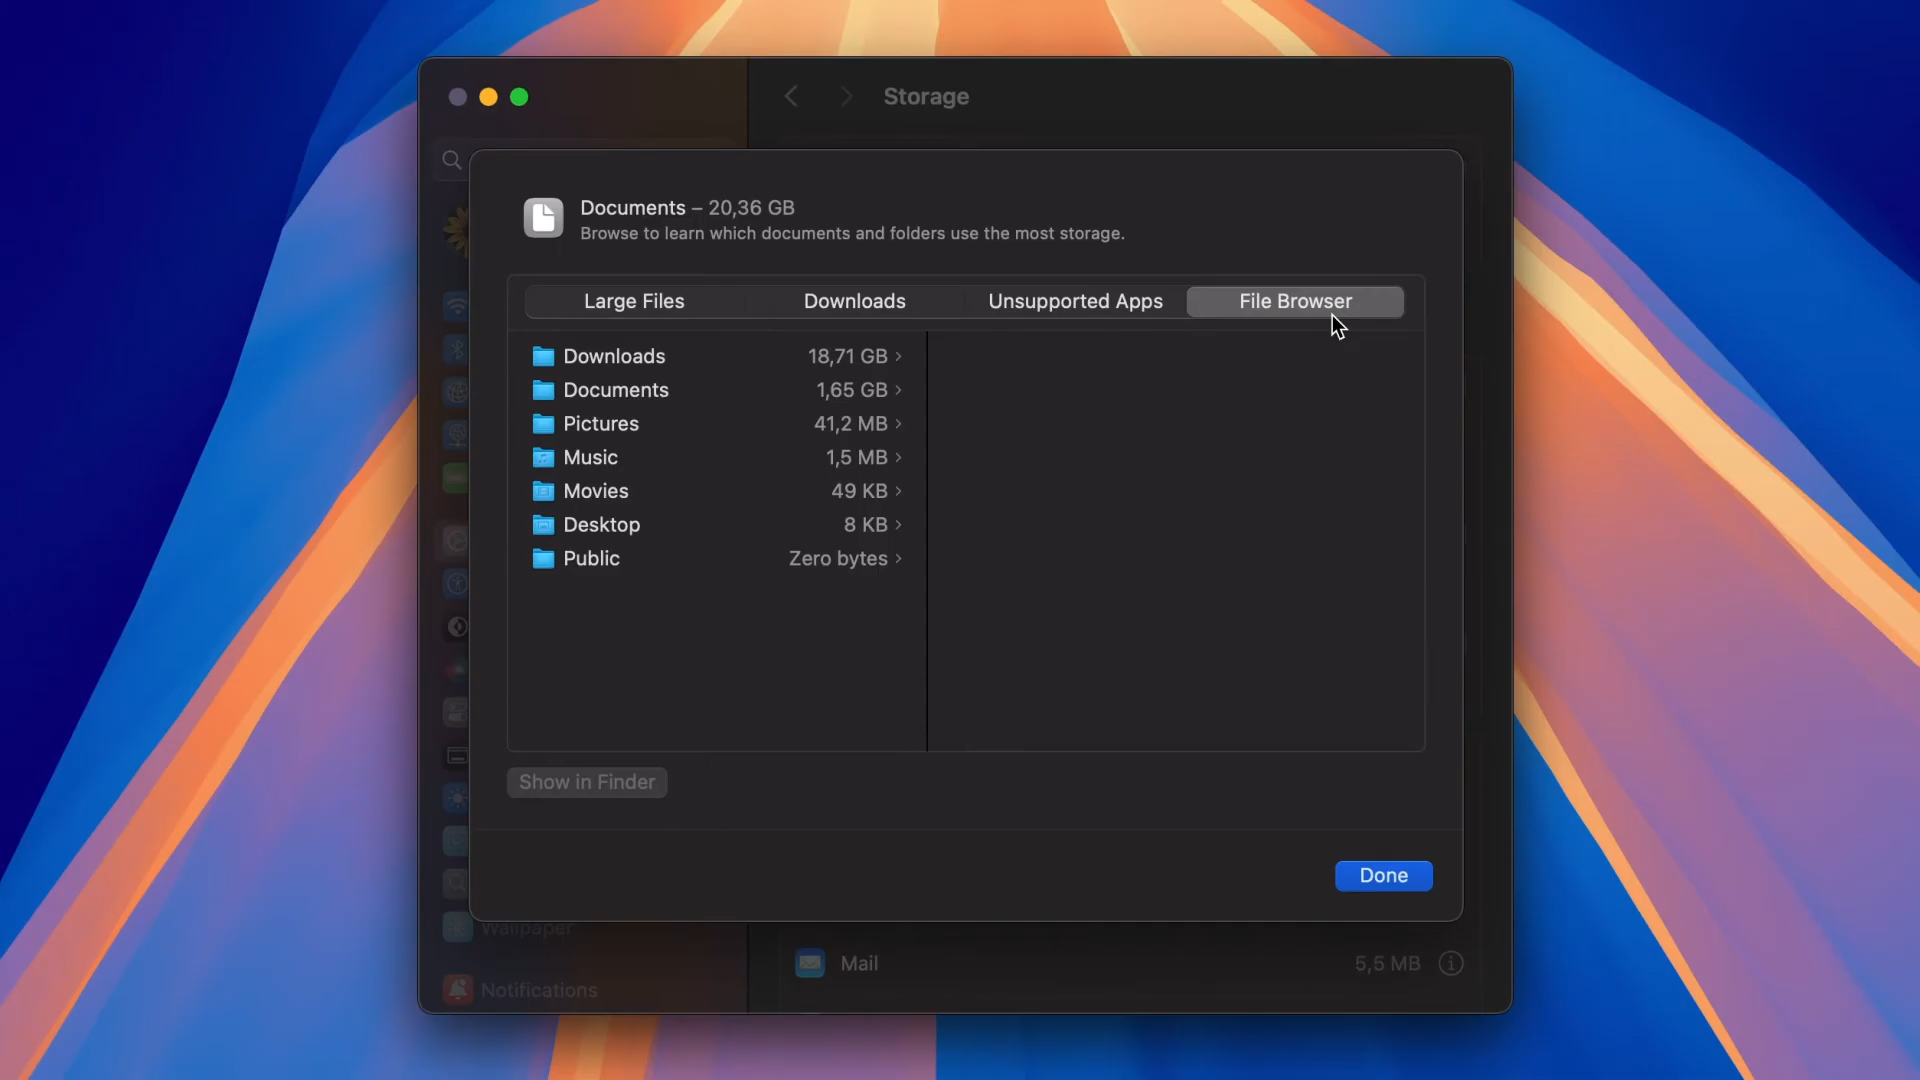 Storage
Documents – 20,36 GB
Browse to learn which documents and folders use the most storage.
Large Files
Downloads
Unsupported Apps
File Browser
Downloads 18,71 GB
Documents 1,65 GB
Pictures 41,2 MB
Music 1,5 MB
Movies 49 KB
Desktop 8 KB
Public Zero bytes
Show in Finder
Done
Wallpaper
Mail 5,5 MB
Notifications